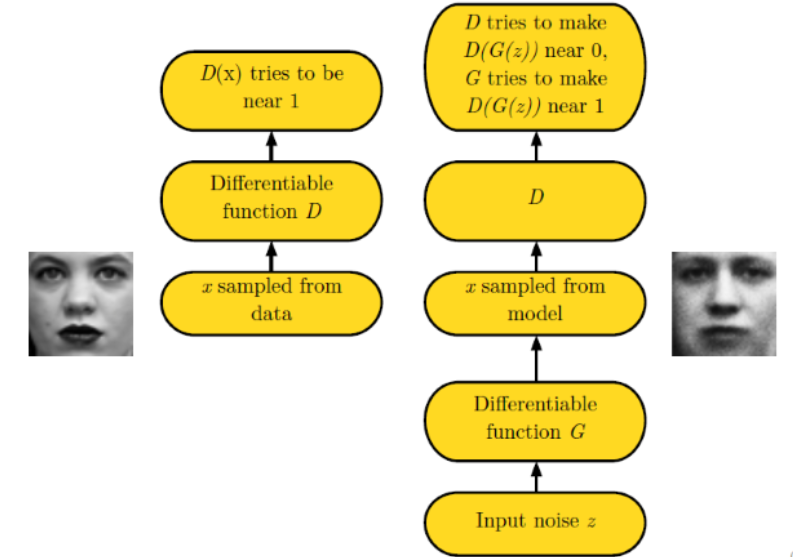 D(x) tries to be
near 1
Differentiable
function D
x sampled from
data
D tries to make
D(G(z)) near 0,
G tries to make
D(G(z)) near 1
D
x sampled from
model
Differentiable
function G
Input noise z